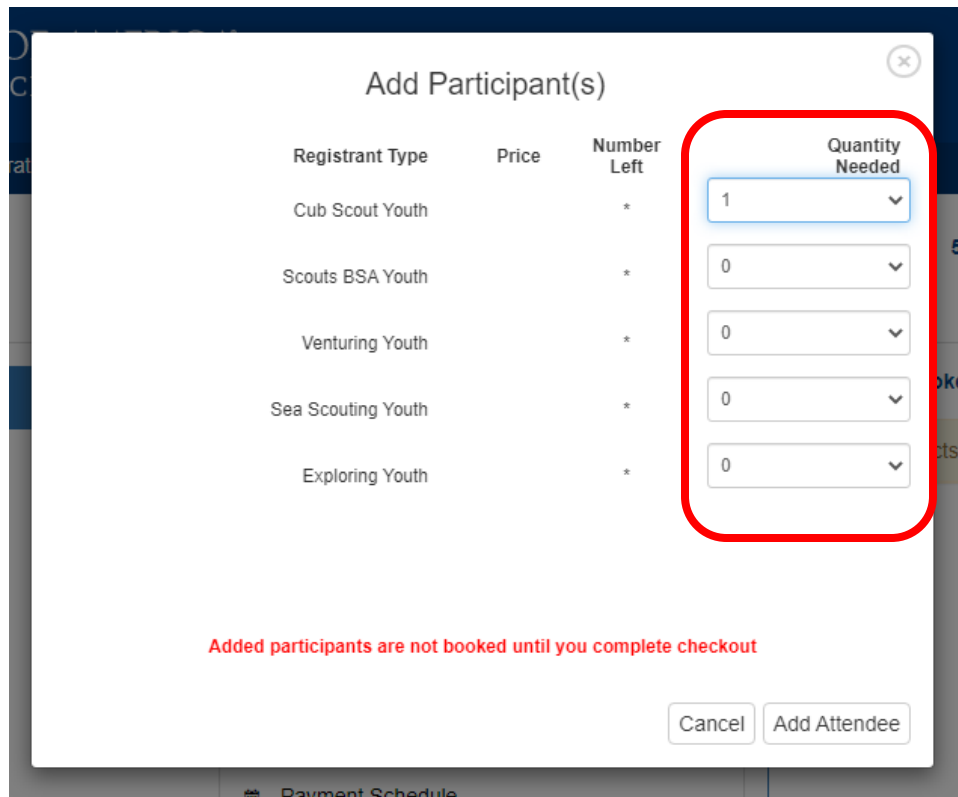 Add Participant(s)
Registrant Type Price Number Left Quantity Needed
Cub Scout Youth * 1
Scouts BSA Youth * 0
Venturing Youth * 0
Sea Scouting Youth * 0
Exploring Youth * 0
Added participants are not booked until you complete checkout
Cancel Add Attendee
Payment Schedule